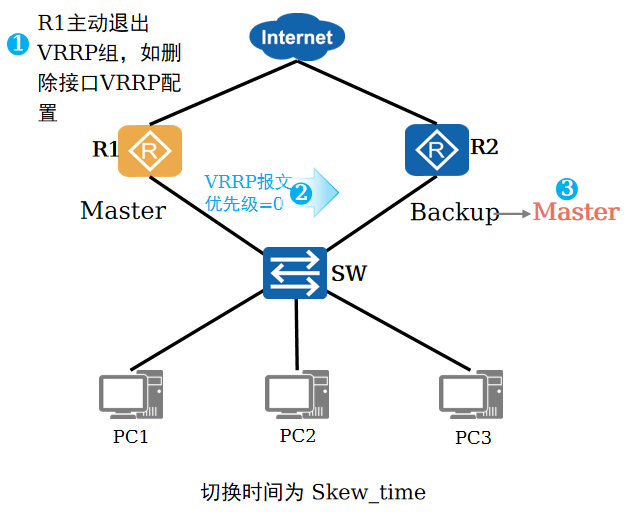 1
R1主动退出
VRRP组，如删
除接口VRRP配
置
Internet
R
R1
R
R2
VRRP报文
优先级=0
2
3
Master
Backup
Master
SW
PC1
PC2
PC3
切换时间为 Skew_time